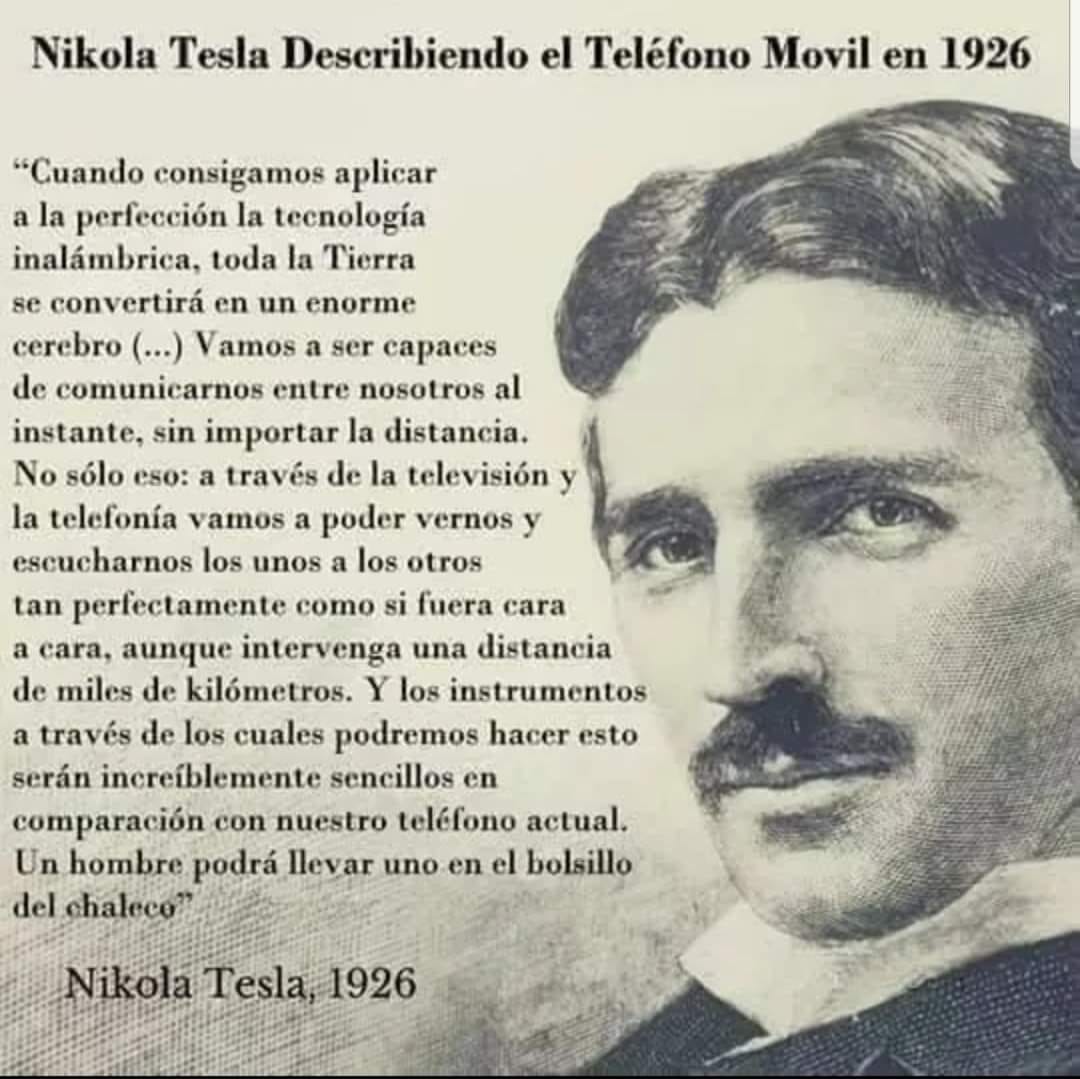 Nikola Tesla Describiendo el Teléfono Movil en 1926
“Cuando consigamos aplicar
a la perfección la tecnología
inalámbrica, toda la Tierra
se convertirá en un enorme
cerebro (...) Vamos a ser capaces
de comunicarnos entre nosotros al
instante, sin importar la distancia.
No sólo eso: a través de la televisión y
la telefonía vamos a poder vernos y
escucharnos los unos a los otros
tan perfectamente como si fuera cara
a cara, aunque intervenga una distancia
de miles de kilómetros. Y los instrumentos
a través de los cuales podremos hacer esto
serán increíblemente sencillos en
comparación con nuestro teléfono actual.
Un hombre podrá llevar uno en el bolsillo
del chaleco”
Nikola Tesla, 1926